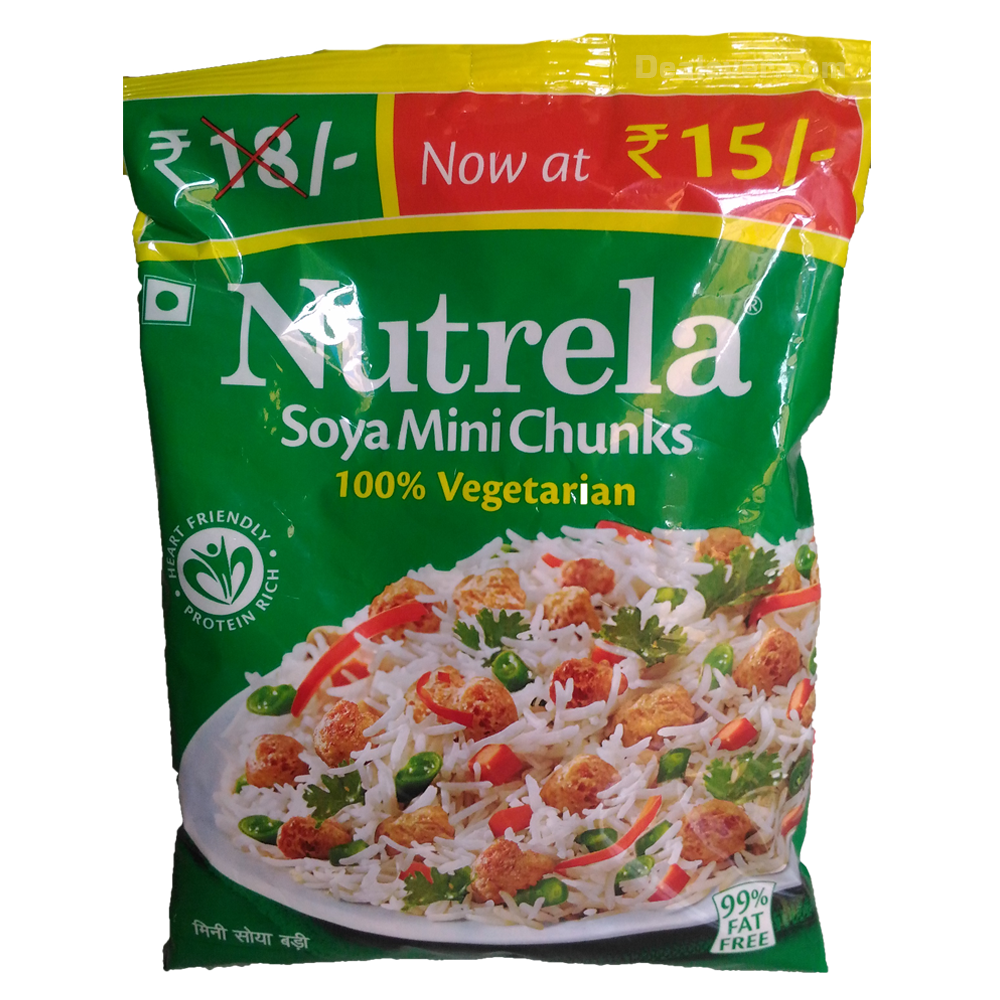 ₹ 18/-
Now at ₹ 15/-
Nutrela®
Soya Mini Chunks
100% Vegetarian
HEART FRIENDLY
PROTEIN RICH
99%
FAT
FREE
मिनी सोया बड़ी